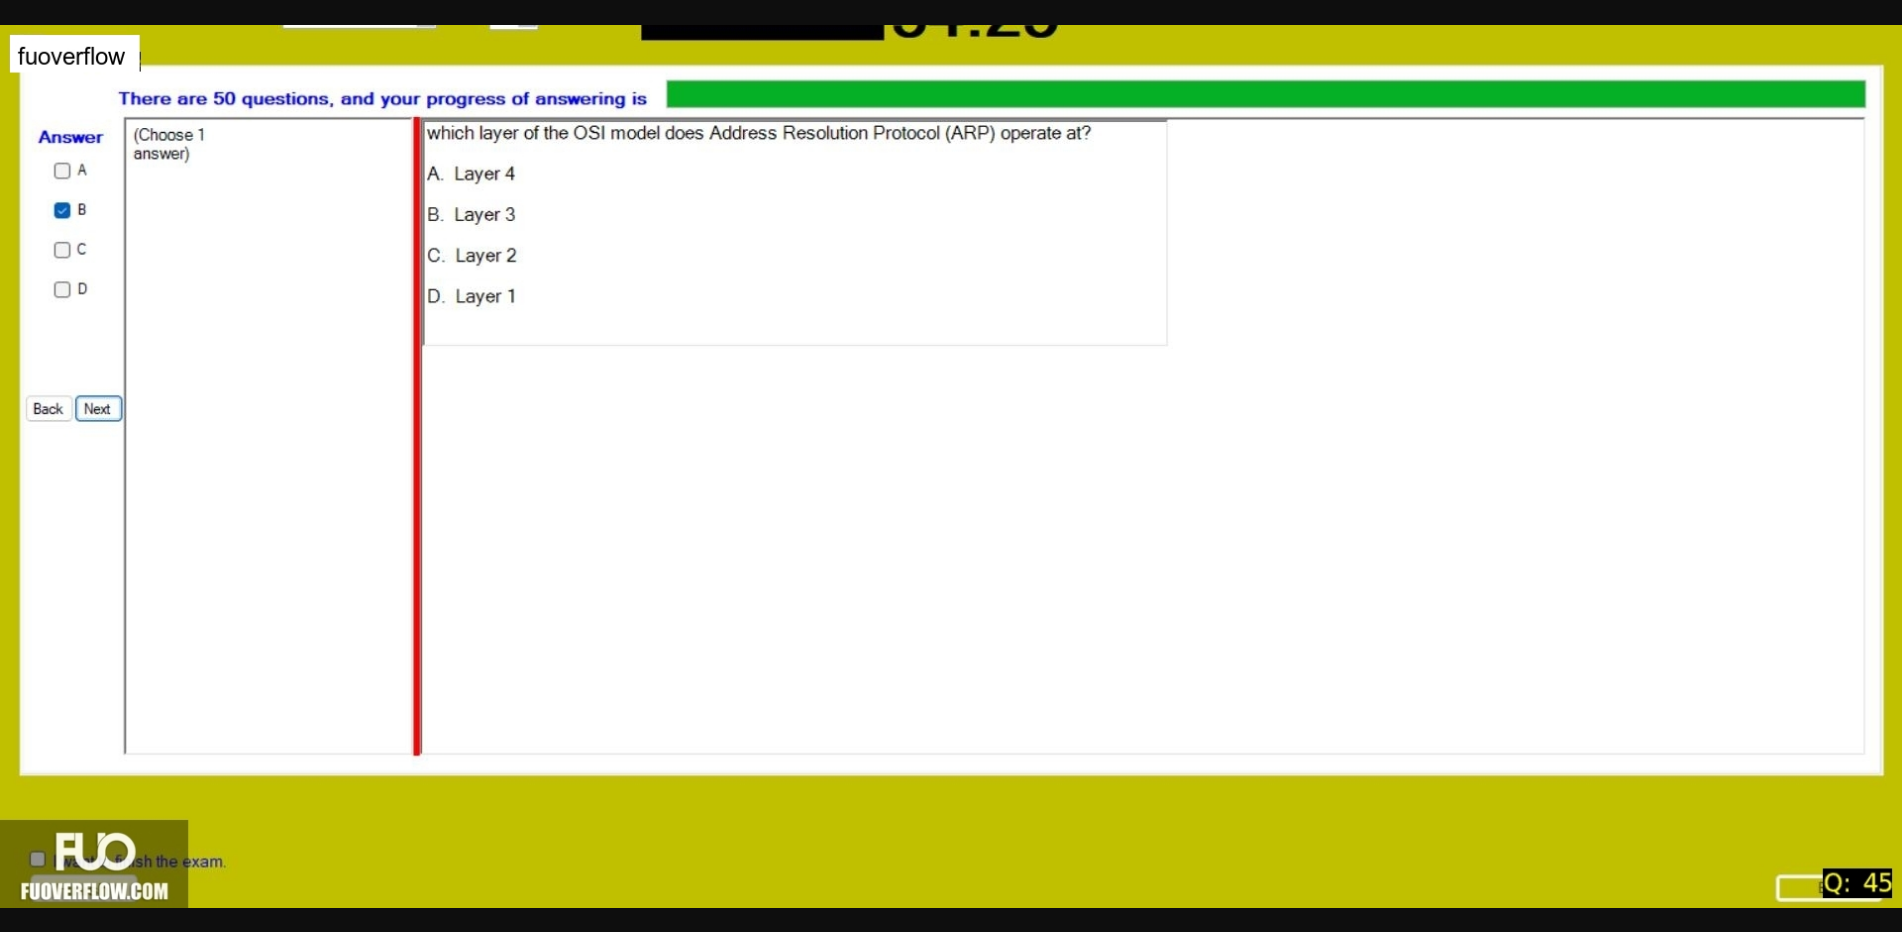 fuoverflow
There are 50 questions, and your progress of answering is
Answer
(Choose 1
answer)
A
B
C
D
Back Next
which layer of the OSI model does Address Resolution Protocol (ARP) operate at?
A. Layer 4
B. Layer 3
C. Layer 2
D. Layer 1
FUO
sh the exam.
FUOVERFLOW.COM
Q: 45